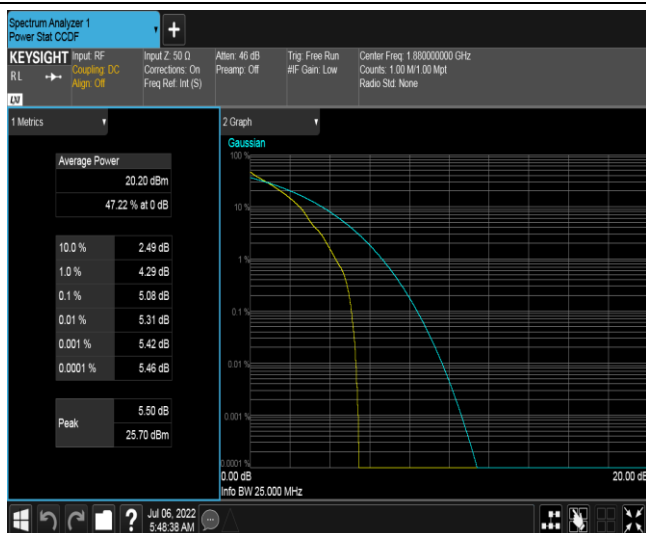 Spectrum Analyzer 1
Power Stat CCDF
+
KEYSIGHT
RL
LXI
Input: RF
Coupling: DC
Align: Off
Input Z: 50 Ω
Corrections: On
Freq Ref: Int (S)
Atten: 46 dB
Preamp: Off
Trig: Free Run
#IF Gain: Low
Center Freq: 1.880000000 GHz
Counts: 1.00 M/1.00 Mpt
Radio Std: None
1 Metrics
Average Power
20.20 dBm
47.22 % at 0 dB
10.0 % 2.49 dB
1.0 % 4.29 dB
0.1 % 5.08 dB
0.01 % 5.31 dB
0.001 % 5.42 dB
0.0001 % 5.46 dB
Peak
5.50 dB
25.70 dBm
2 Graph
Gaussian
100 %
10 %
1 %
0.1 %
0.01 %
0.001 %
0.0001 %
0.00 dB 20.00 dB
Info BW 25.000 MHz
?
Jul 06, 2022
5:48:38 AM